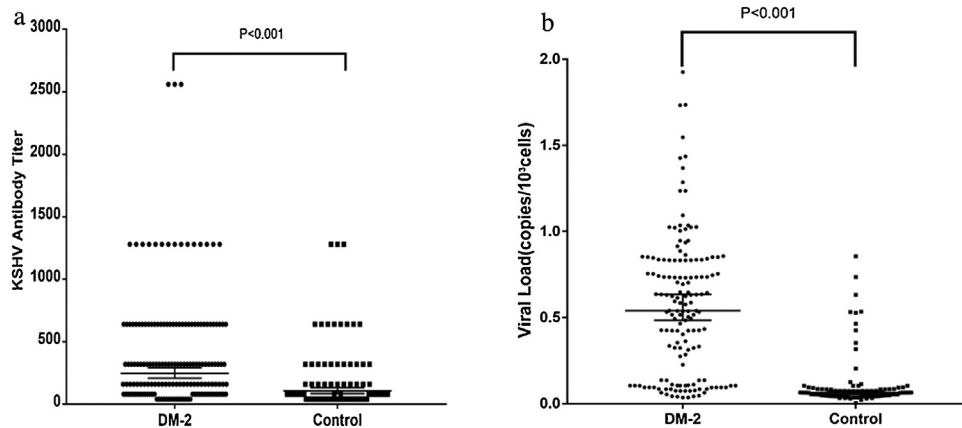 a
P<0.001
3000
2500
2000
1500
1000
500
0
KSHV Antibody Titer
DM-2 Control
b
P<0.001
2.0
1.5
1.0
0.5
0.0
Viral Load(copies/10³cells)
DM-2 Control